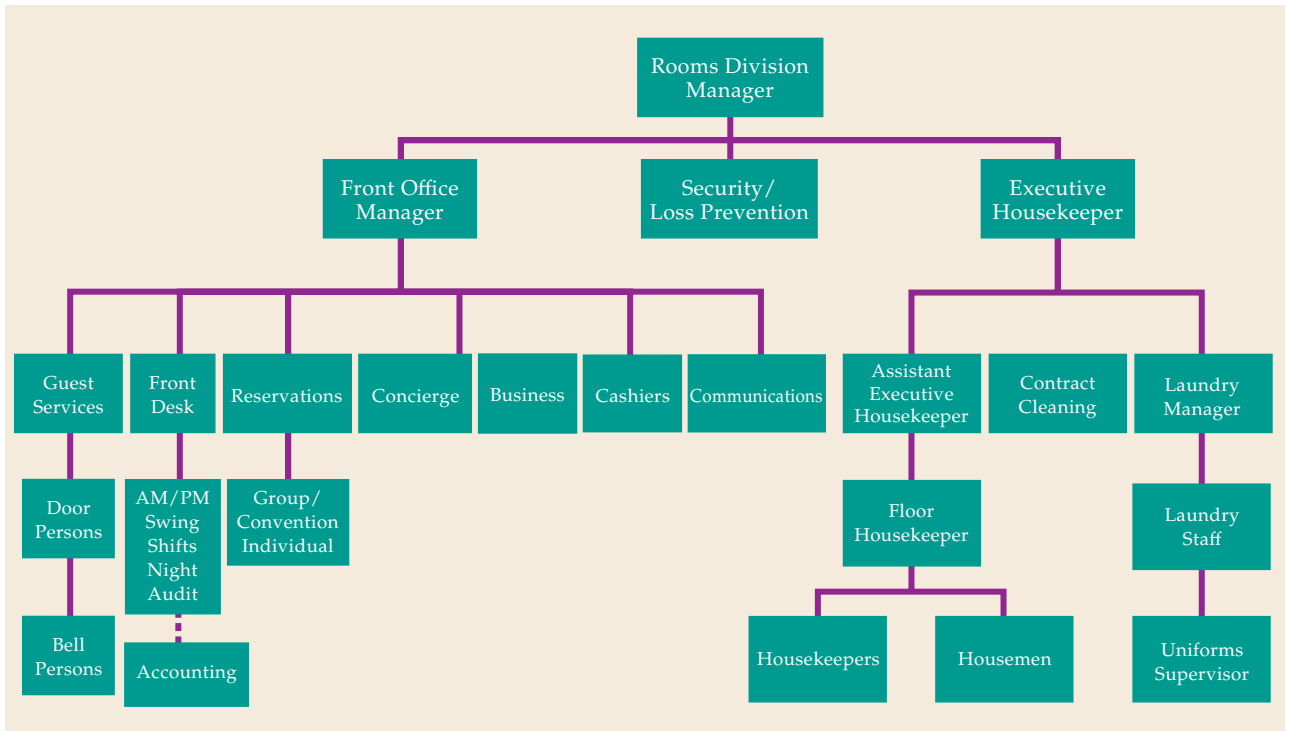 Rooms Division
Manager
Front Office
Manager
Security/
Loss Prevention
Executive
Housekeeper
Guest
Services
Front
Desk
Reservations
Concierge
Business
Cashiers
Communications
Assistant
Executive
Housekeeper
Contract
Cleaning
Laundry
Manager
Door
Persons
AM/PM
Swing
Shifts
Night
Audit
Group/
Convention
Individual
Floor
Housekeeper
Laundry
Staff
Bell
Persons
Accounting
Housekeepers
Housemen
Uniforms
Supervisor